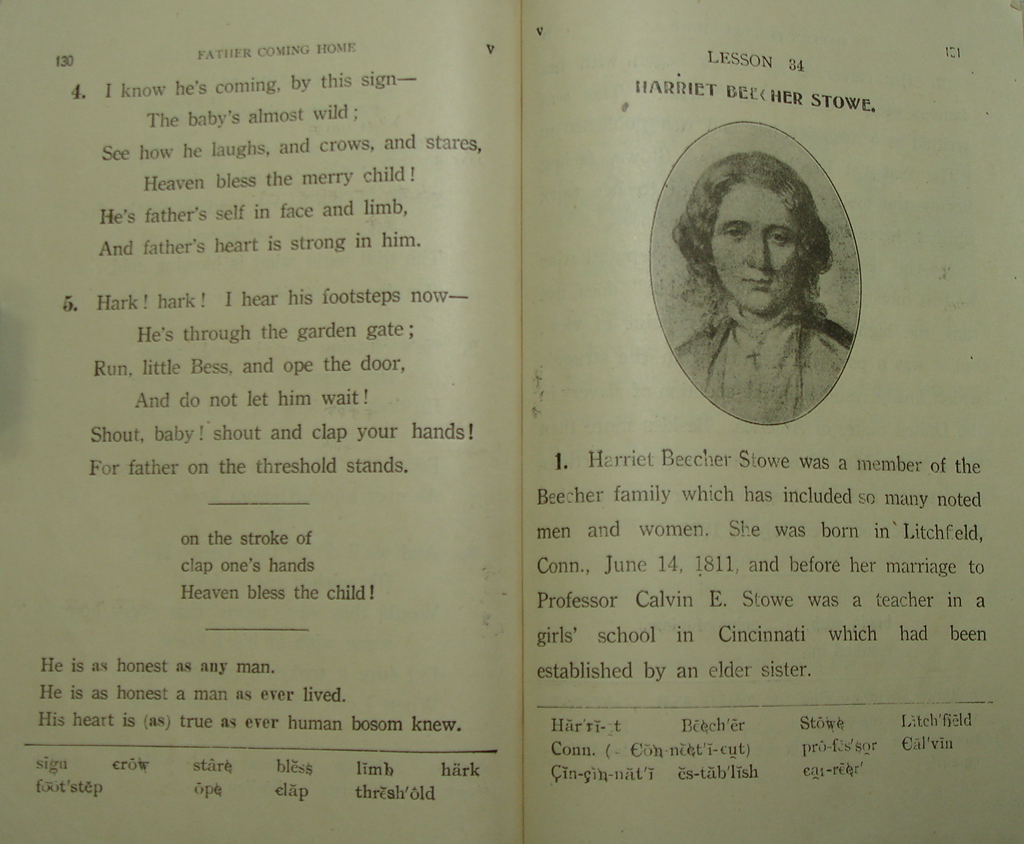 130 FATHER COMING HOME V
4. I know he's coming, by this sign—
The baby's almost wild;
See how he laughs, and crows, and stares,
Heaven bless the merry child!
He's father's self in face and limb,
And father's heart is strong in him.
5. Hark! hark! I hear his footsteps now—
He's through the garden gate;
Run, little Bess, and ope the door,
And do not let him wait!
Shout, baby! shout and clap your hands!
For father on the threshold stands.
on the stroke of
clap one's hands
Heaven bless the child!
He is as honest as any man.
He is as honest a man as ever lived.
His heart is (as) true as ever human bosom knew.
sign crōw stâre blĕss lĭmb härk
fŏŏt'stĕp ōpe clăp thrĕsh'ōld
V LESSON 34 131
HARRIET BEECHER STOWE.
1. Harriet Beecher Stowe was a member of the
Beecher family which has included so many noted
men and women. She was born in Litchfield,
Conn., June 14, 1811, and before her marriage to
Professor Calvin E. Stowe was a teacher in a
girls' school in Cincinnati which had been
established by an elder sister.
Hăr'rĭ-et Bēech'ẽr Stōwe Lĭtch'fiēld
Conn. (= Cŏn-nĕct'ĭ-cut) prō-fĕs'sor Căl'vĭn
Çĭn-çĭn-năt'ĭ ĕs-tăb'lĭsh ca-reer'